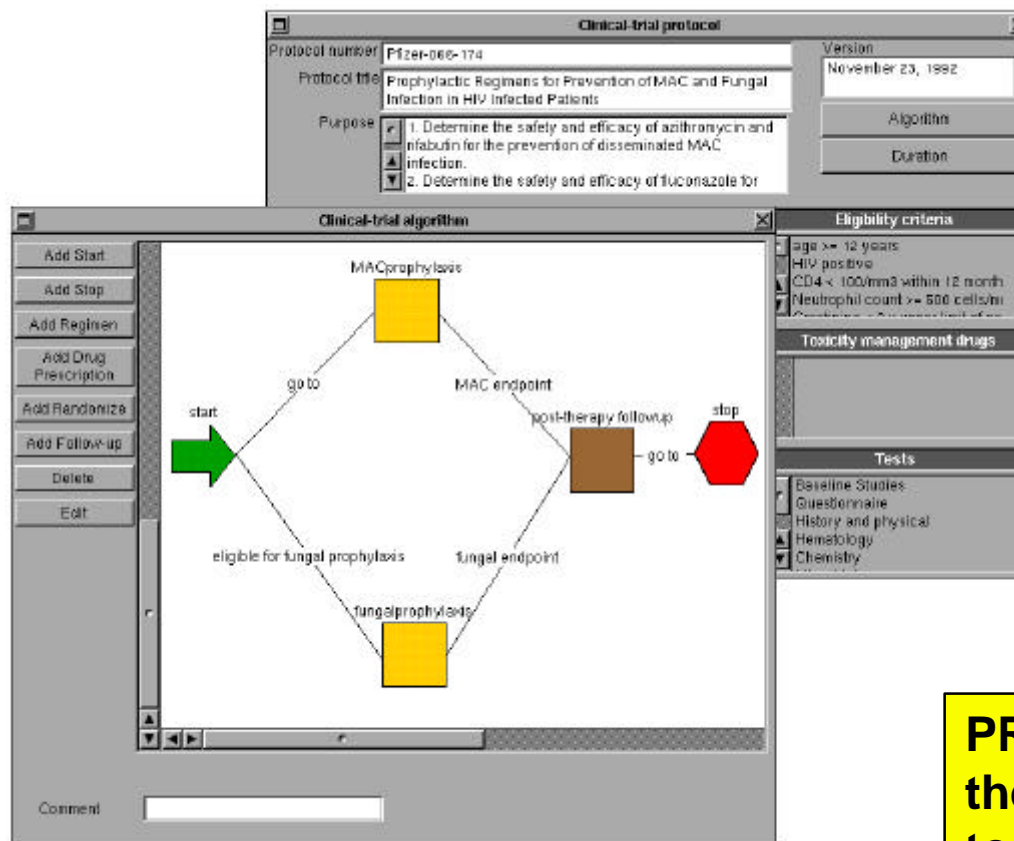 Clinical-trial protocol
Protocol number
Pfizer-066-174
Version
November 23, 1992
Protocol title
Prophylactic Regimens for Prevention of MAC and Fungal
Infection in HIV Infected Patients
Purpose
1. Determine the safety and efficacy of azithromycin and
rifabutin for the prevention of disseminated MAC
infection.
2. Determine the safety and efficacy of fluconazole for
Algorithm
Duration
Clinical-trial algorithm
Add Start
Add Stop
Add Regimen
Add Drug
Prescription
Add Randomize
Add Follow-up
Delete
Edit
MACprophylaxis
go to
MAC endpoint
start
post-therapy followup
stop
go to
eligible for fungal prophylaxis
fungal endpoint
fungalprophylaxis
Comment
Eligibility criteria
age >= 12 years
HIV positive
CD4 < 100/mm3 within 12 month
Neutrophil count >= 500 cells/m
Toxicity management drugs
Tests
Baseline Studies
Questionnaire
History and physical
Hematology
Chemistry
PR
the